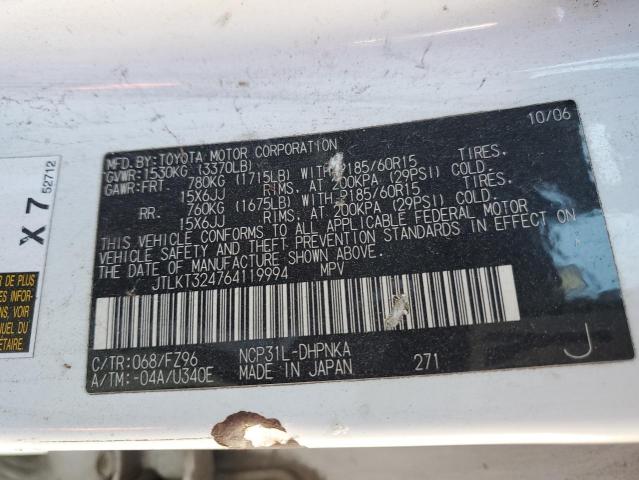 10/06
MFD.BY:TOYOTA MOTOR CORPORATION
GVWR:1530KG (3370LB)
GAWR:FRT. 780KG (1715LB) WITH P185/60R15 TIRES.
15X6JJ RIMS, AT 200KPA (29PSI) COLD.
RR. 760KG (1675LB) WITH P185/60R15 TIRES.
15X6JJ RIMS, AT 200KPA (29PSI) COLD.
THIS VEHICLE CONFORMS TO ALL APPLICABLE FEDERAL MOTOR
VEHICLE SAFETY AND THEFT PREVENTION STANDARDS IN EFFECT ON
THE DATE OF MANUFACTURE SHOWN ABOVE.
JTLKT324764119994 MPV
C/TR:068/FZ96 NCP31L-DHPNKA
A/TM:-04A/U340E MADE IN JAPAN 271 J
X 7
52712
R DE PLUS
NUEL DU